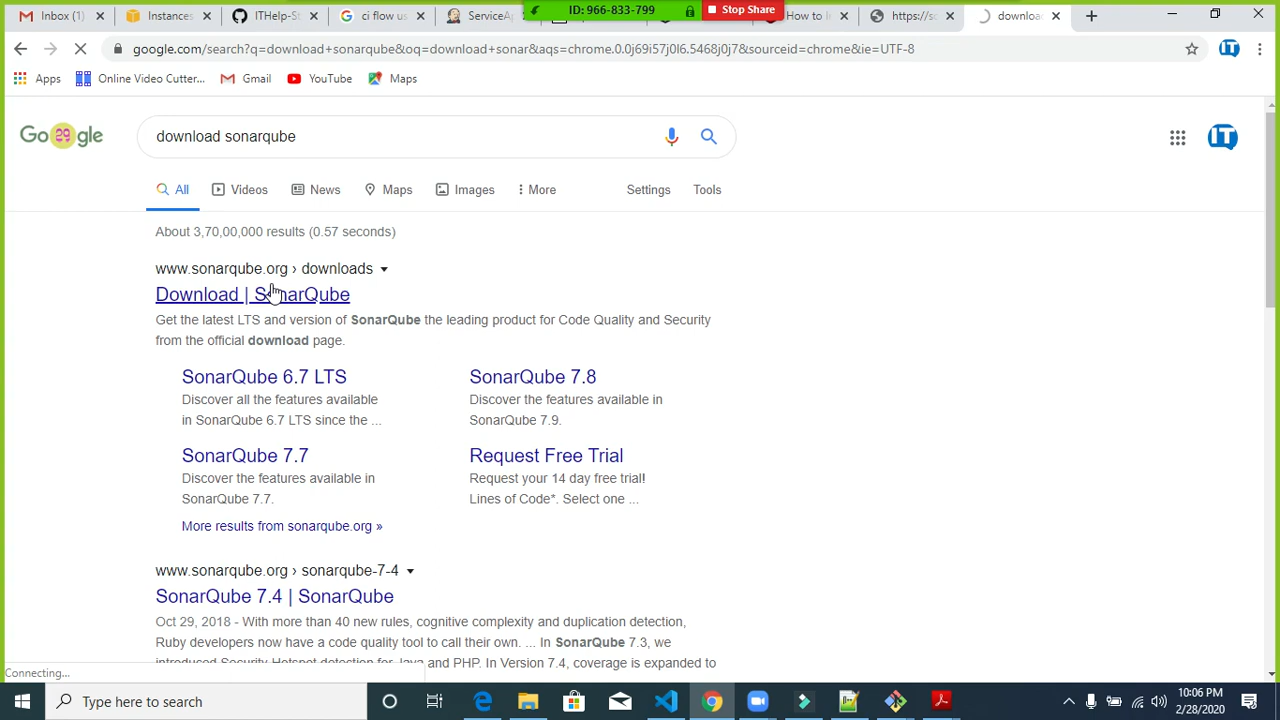 Inbox (1)
Instances
ITHelp-S
ci flow us
ServiceA
How to I
https://s
downloa
ID: 966-833-799
Stop Share
google.com/search?q=download+sonarqube&oq=download+sonar&aqs=chrome.0.0j69i57j0l6.5468j0j7&sourceid=chrome&ie=UTF-8
Apps
Online Video Cutter...
Gmail
YouTube
Maps
Go29gle
download sonarqube
IT
All
Videos
News
Maps
Images
More
Settings
Tools
About 3,70,00,000 results (0.57 seconds)
www.sonarqube.org › downloads
Download | SonarQube
Get the latest LTS and version of SonarQube the leading product for Code Quality and Security
from the official download page.
SonarQube 6.7 LTS
Discover all the features available
in SonarQube 6.7 LTS since the ...
SonarQube 7.8
Discover the features available in
SonarQube 7.9.
SonarQube 7.7
Discover the features available in
SonarQube 7.7.
Request Free Trial
Request your 14 day free trial!
Lines of Code*. Select one ...
More results from sonarqube.org »
www.sonarqube.org › sonarqube-7-4
SonarQube 7.4 | SonarQube
Oct 29, 2018 - With more than 40 new rules, cognitive complexity and duplication detection,
Ruby developers now have a code quality tool to call their own. ... In SonarQube 7.3, we
introduced Security Hotspot detection for Java and PHP. In Version 7.4, coverage is expanded to
Connecting...
Type here to search
10:06 PM
2/28/2020